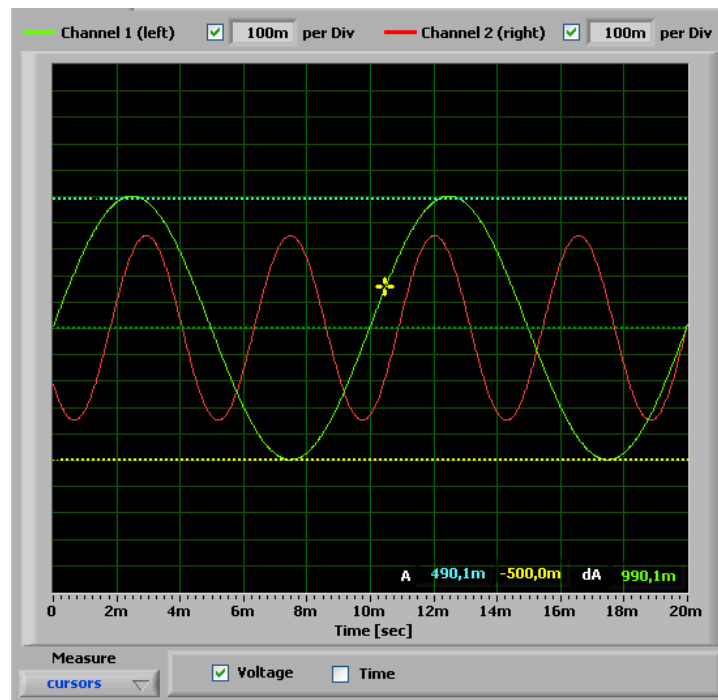 Channel 1 (left) 100m per Div Channel 2 (right) 100m per Div
A 490,1m -500,0m dA 990,1m
0 2m 4m 6m 8m 10m 12m 14m 16m 18m 20m
Time [sec]
Measure
cursors
Voltage Time